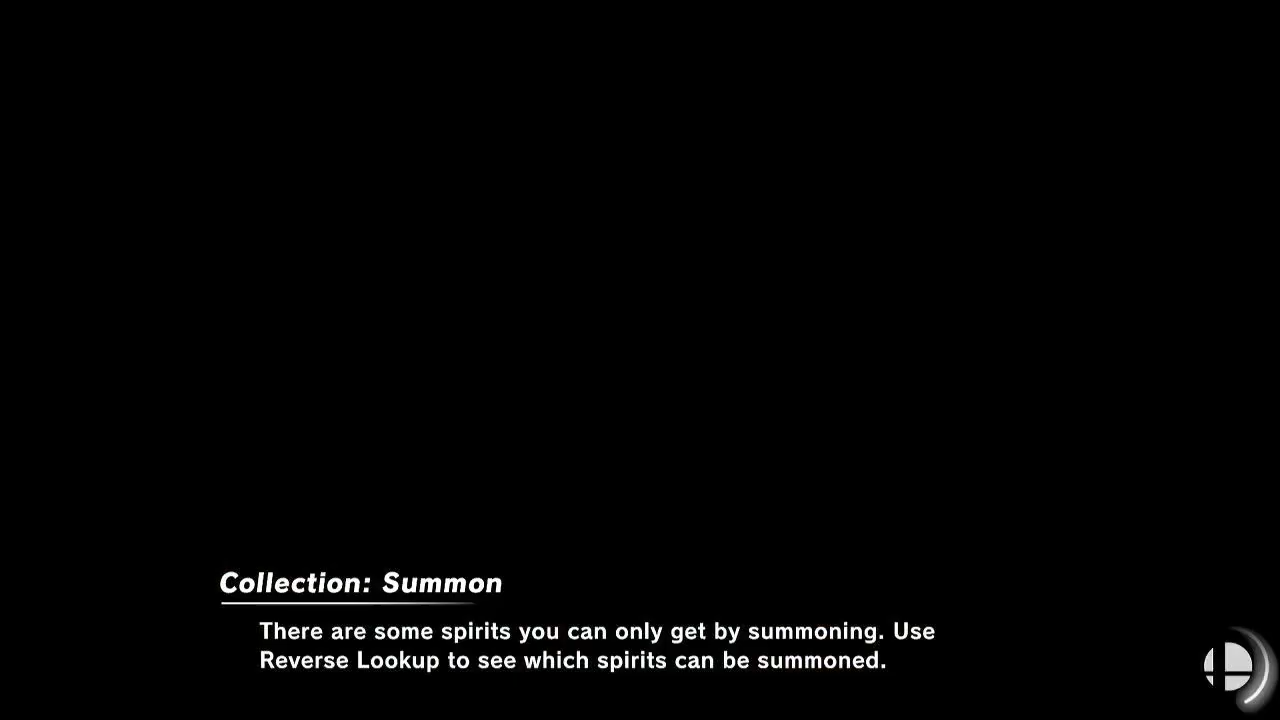 Collection: Summon
There are some spirits you can only get by summoning. Use
Reverse Lookup to see which spirits can be summoned.